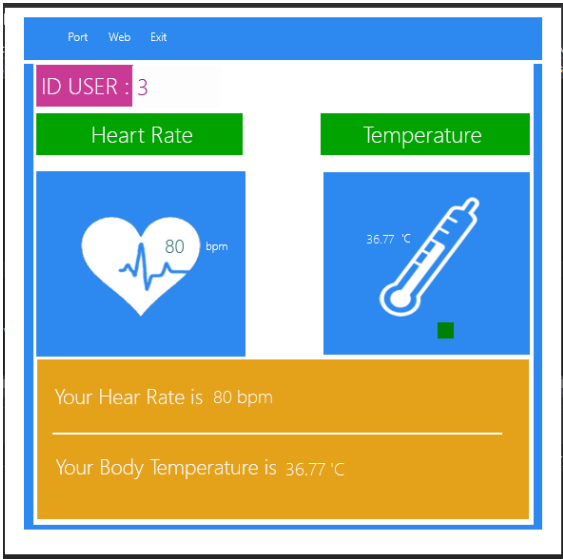 Port Web Exit
ID USER : 3
Heart Rate
Temperature
80 bpm
36.77 'C
Your Hear Rate is 80 bpm
Your Body Temperature is 36.77 'C